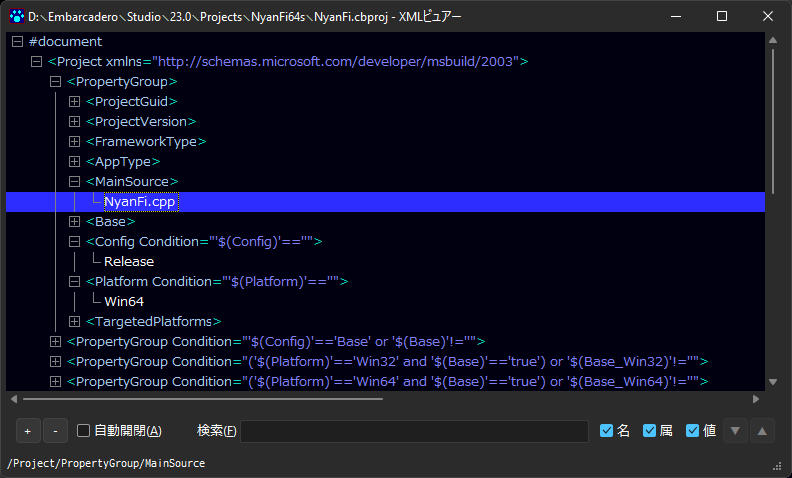 D:\Embarcadero\Studio\23.0\Projects\NyanFi64s\NyanFi.cbproj - XMLビュアー
#document
<Project xmlns="http://schemas.microsoft.com/developer/msbuild/2003">
<PropertyGroup>
<ProjectGuid>
<ProjectVersion>
<FrameworkType>
<AppType>
<MainSource>
NyanFi.cpp
<Base>
<Config Condition="'$(Config)'==''">
Release
<Platform Condition="'$(Platform)'==''">
Win64
<TargetedPlatforms>
<PropertyGroup Condition="'$(Config)'=='Base' or '$(Base)'!=''">
<PropertyGroup Condition="('$(Platform)'=='Win32' and '$(Base)'=='true') or '$(Base_Win32)'!=''">
<PropertyGroup Condition="('$(Platform)'=='Win64' and '$(Base)'=='true') or '$(Base_Win64)'!=''">
+ - 自動開閉(A) 検索(F) 名 属 値 ▼ ▲
/Project/PropertyGroup/MainSource